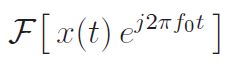 ℱ[ x(t) e^{j2πf₀t} ]